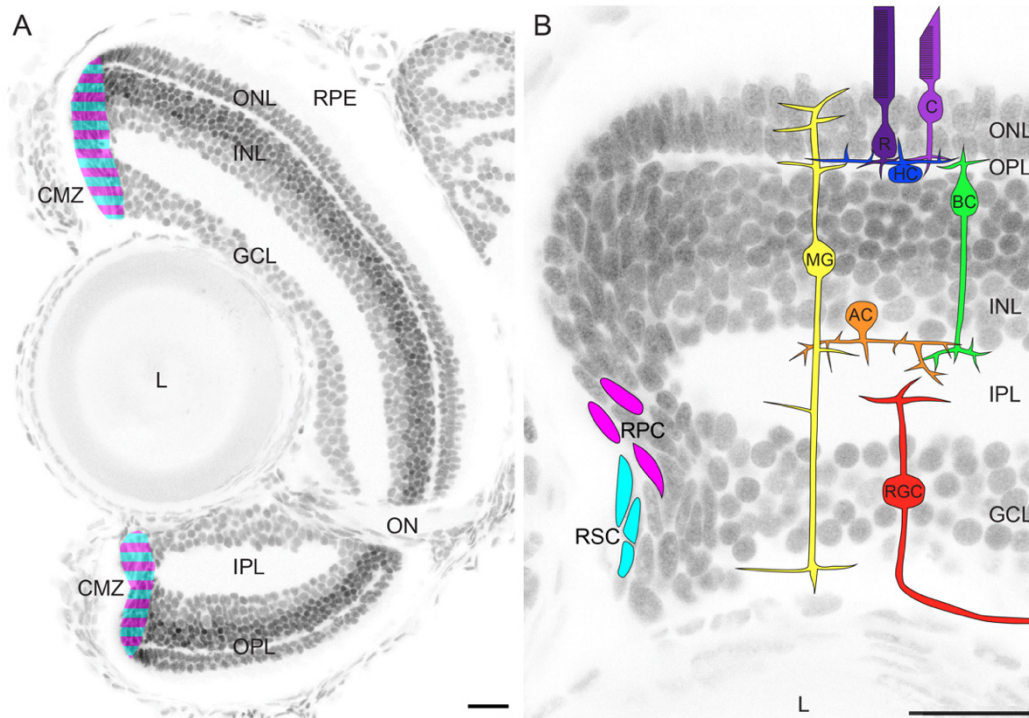 A
ONL
RPE
INL
CMZ
GCL
L
ON
IPL
CMZ
OPL
B
C
ONL
R
OPL
HC
BC
MG
AC
INL
IPL
RPC
RGC
GCL
RSC
L